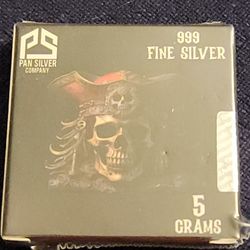 PS
PAN SILVER
COMPANY
999
FINE SILVER
5
GRAMS